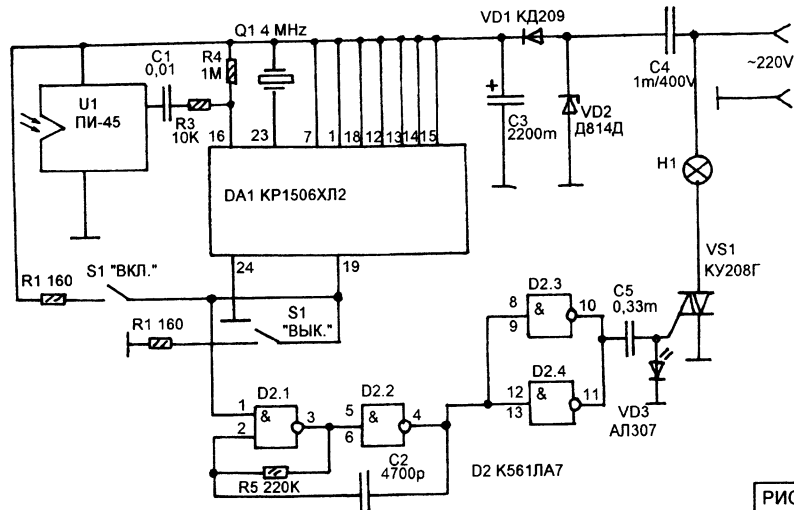 Q1 4 MHz
VD1 КД209
C1
0,01
R4
1М
C4
1m/400V
~220V
U1
ПИ-45
R3
10К
+
C3
2200m
VD2
Д814Д
16
23
7
1
18
12
13
14
15
H1
DA1 КР1506ХЛ2
VS1
КУ208Г
24
19
R1 160
S1 "ВКЛ."
S1
"ВЫК."
R1 160
D2.3
8
9
&
10
C5
0,33m
D2.4
12
13
&
11
VD3
АЛ307
D2.1
1
2
&
3
D2.2
5
6
&
4
R5 220К
C2
4700p
D2 К561ЛА7
РИС